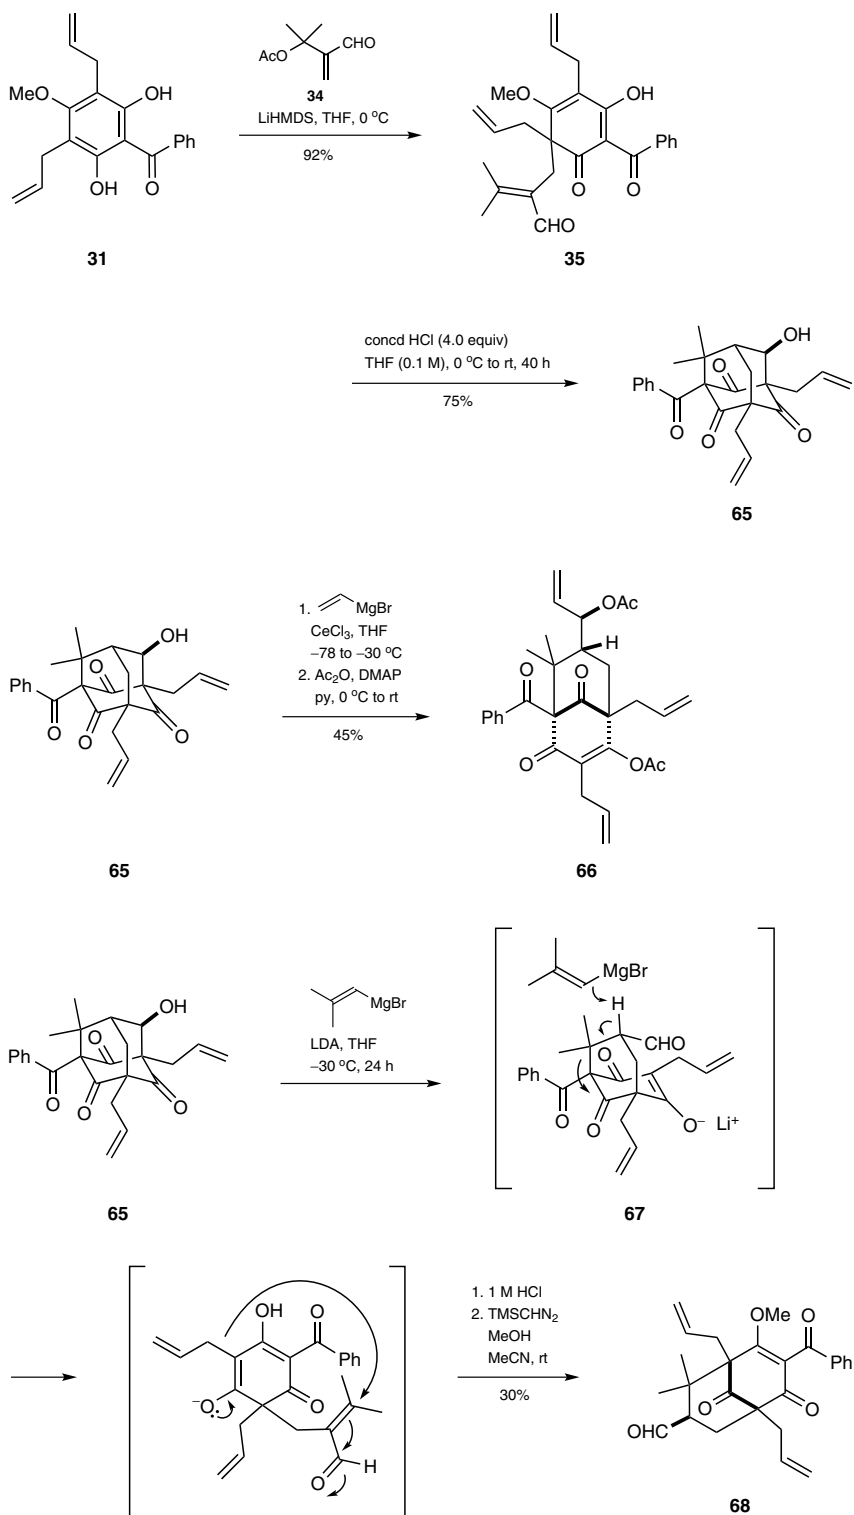 AcO
CHO
34
LiHMDS, THF, 0 °C
92%
MeO
OH
Ph
OH
O
31
MeO
OH
Ph
O
O
CHO
35
concd HCl (4.0 equiv)
THF (0.1 M), 0 °C to rt, 40 h
75%
OH
O
Ph
O
O
O
65
OH
O
Ph
O
O
O
65
1. MgBr
CeCl3, THF
–78 to –30 °C
2. Ac2O, DMAP
py, 0 °C to rt
45%
OAc
H
O
O
Ph
O
OAc
66
OH
O
Ph
O
O
O
65
MgBr
LDA, THF
–30 °C, 24 h
MgBr
H
CHO
O
Ph
O
O
O– Li+
67
OH
O
Ph
–O
O
O
H
1. 1 M HCl
2. TMSCHN2
MeOH
MeCN, rt
30%
OMe
O
Ph
O
O
OHC
68